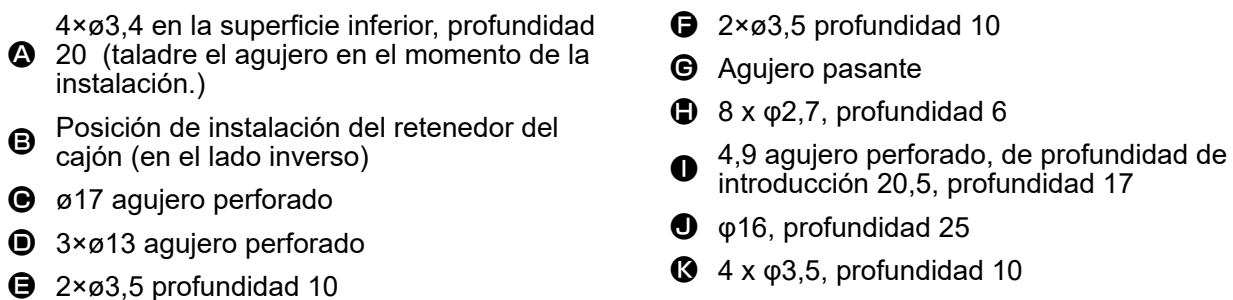 4×ø3,4 en la superficie inferior, profundidad
A 20 (taladre el agujero en el momento de la
instalación.)
B Posición de instalación del retenedor del
cajón (en el lado inverso)
C ø17 agujero perforado
D 3×ø13 agujero perforado
E 2×ø3,5 profundidad 10
F 2×ø3,5 profundidad 10
G Agujero pasante
H 8 x φ2,7, profundidad 6
I 4,9 agujero perforado, de profundidad de
introducción 20,5, profundidad 17
J φ16, profundidad 25
K 4 x φ3,5, profundidad 10